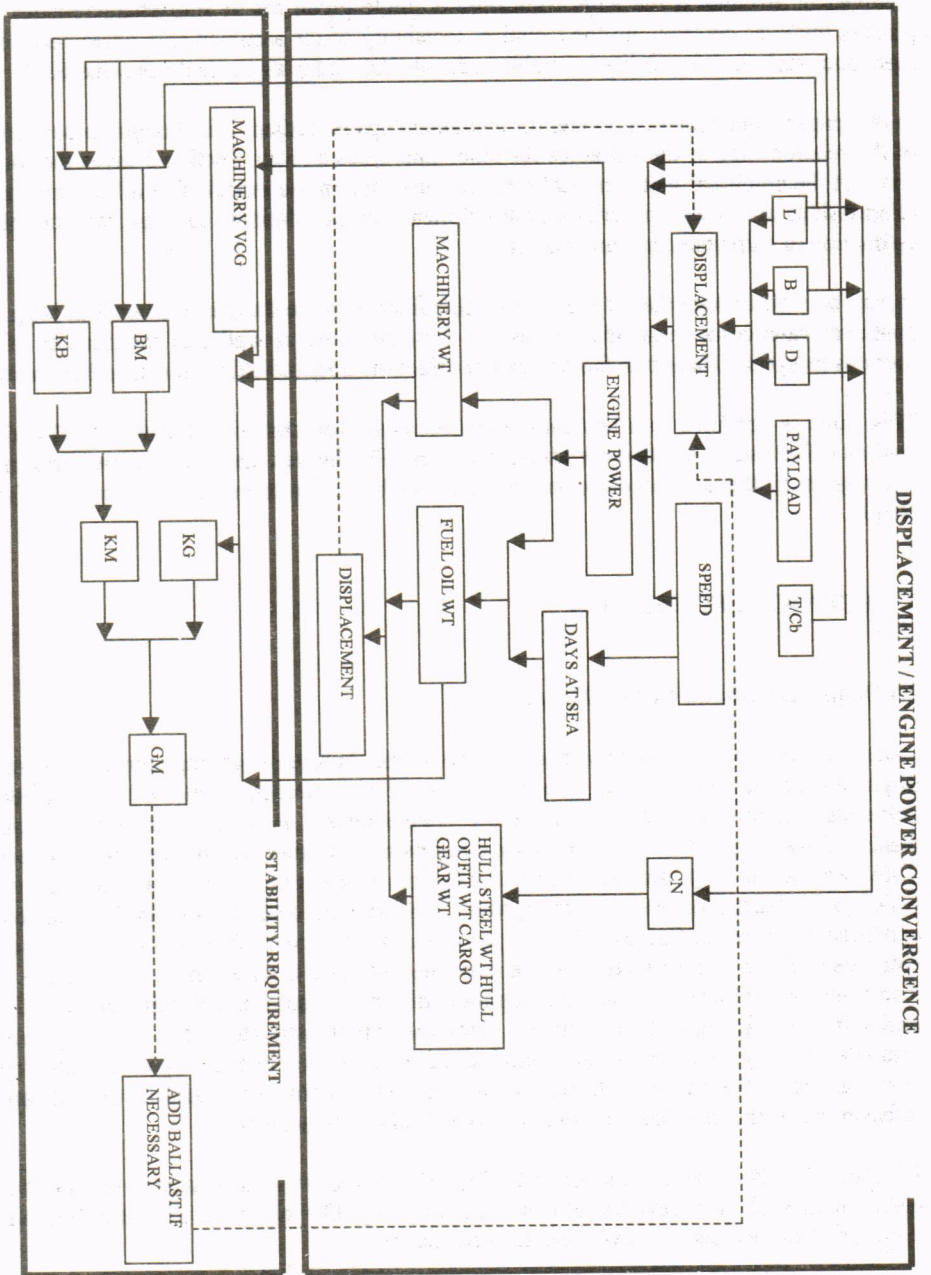 DISPLACEMENT / ENGINE POWER CONVERGENCE
L
B
D
PAYLOAD
T/Cb
DISPLACEMENT
SPEED
CN
ENGINE POWER
DAYS AT SEA
MACHINERY WT
FUEL OIL WT
HULL STEEL WT HULL
OUFIT WT CARGO
GEAR WT
DISPLACEMENT
STABILITY REQUIREMENT
MACHINERY VCG
BM
KB
KG
KM
GM
ADD BALLAST IF
NECESSARY